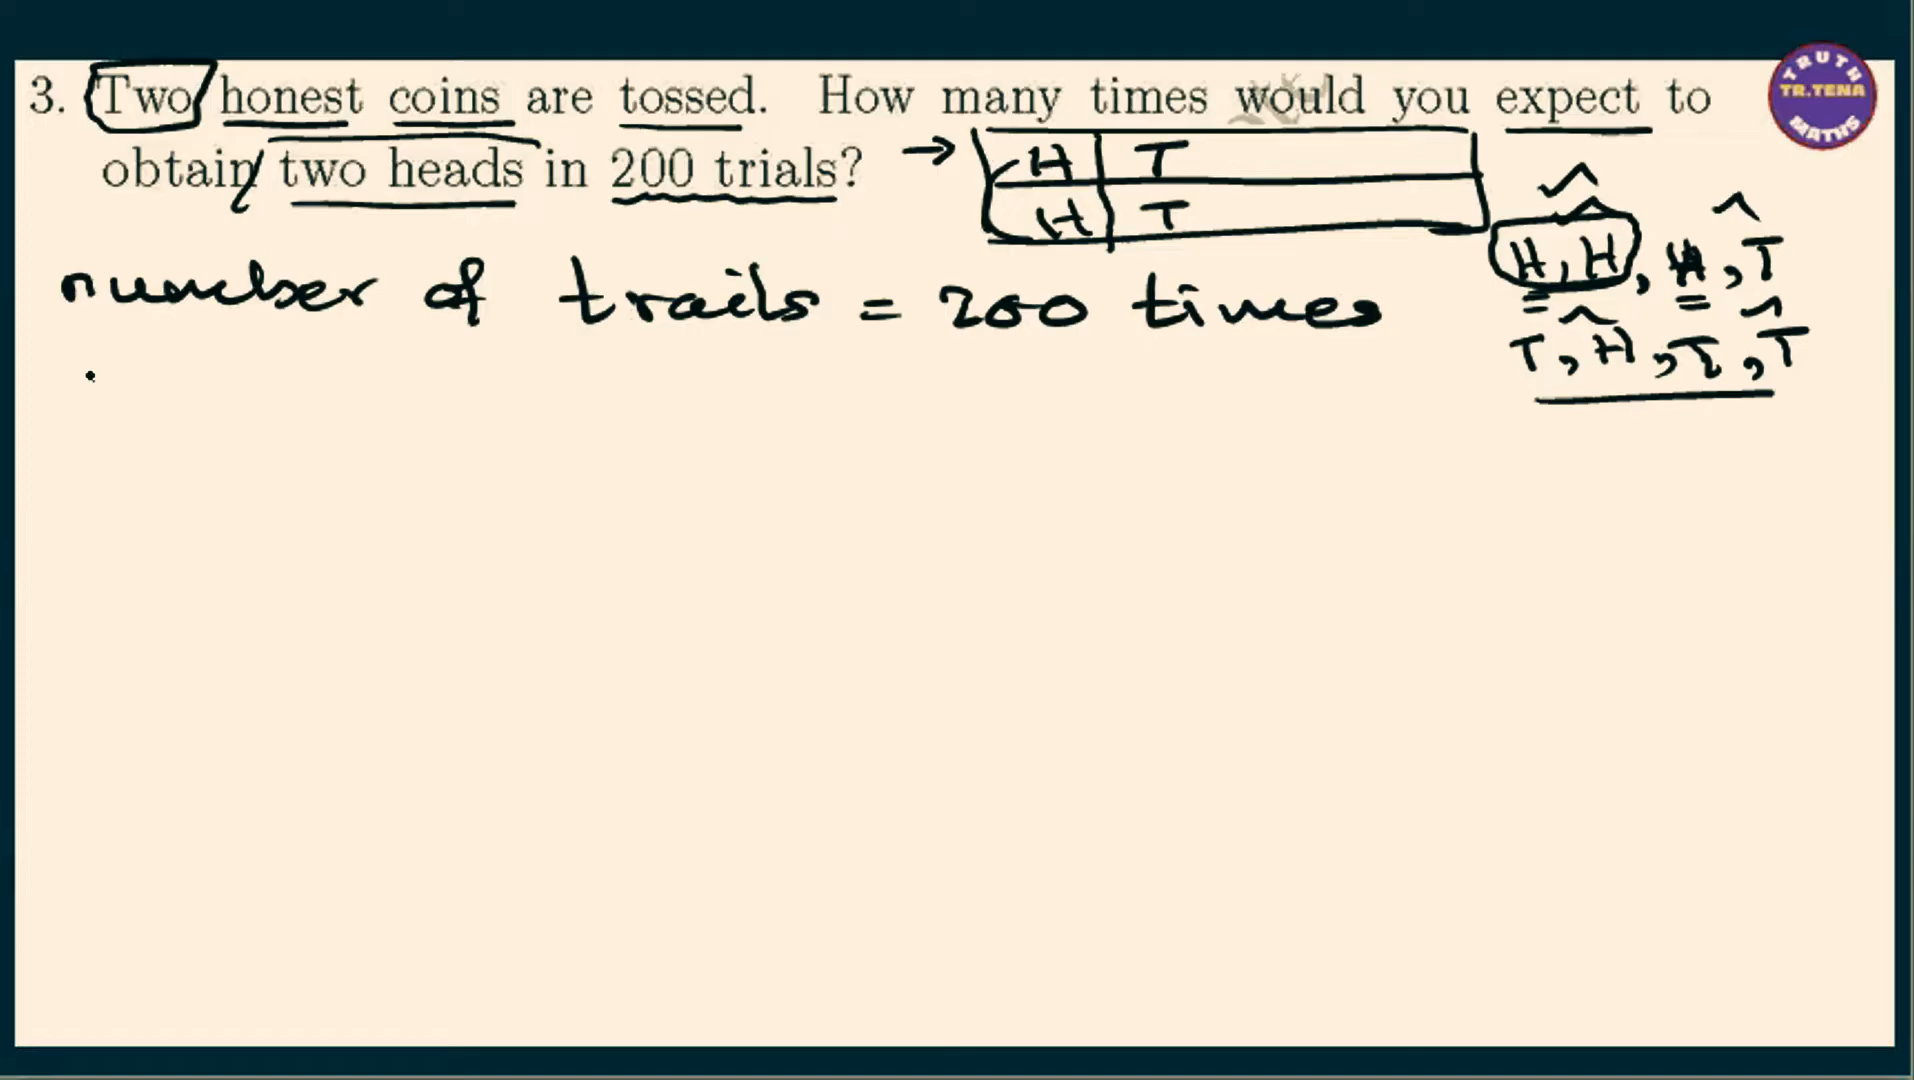 3. Two honest coins are tossed. How many times would you expect to
obtain two heads in 200 trials?
→ H T
H T
H, H, H, T
T, H, T, T
number of trails = 200 times
TRUTH
TR.TENA
MATHS